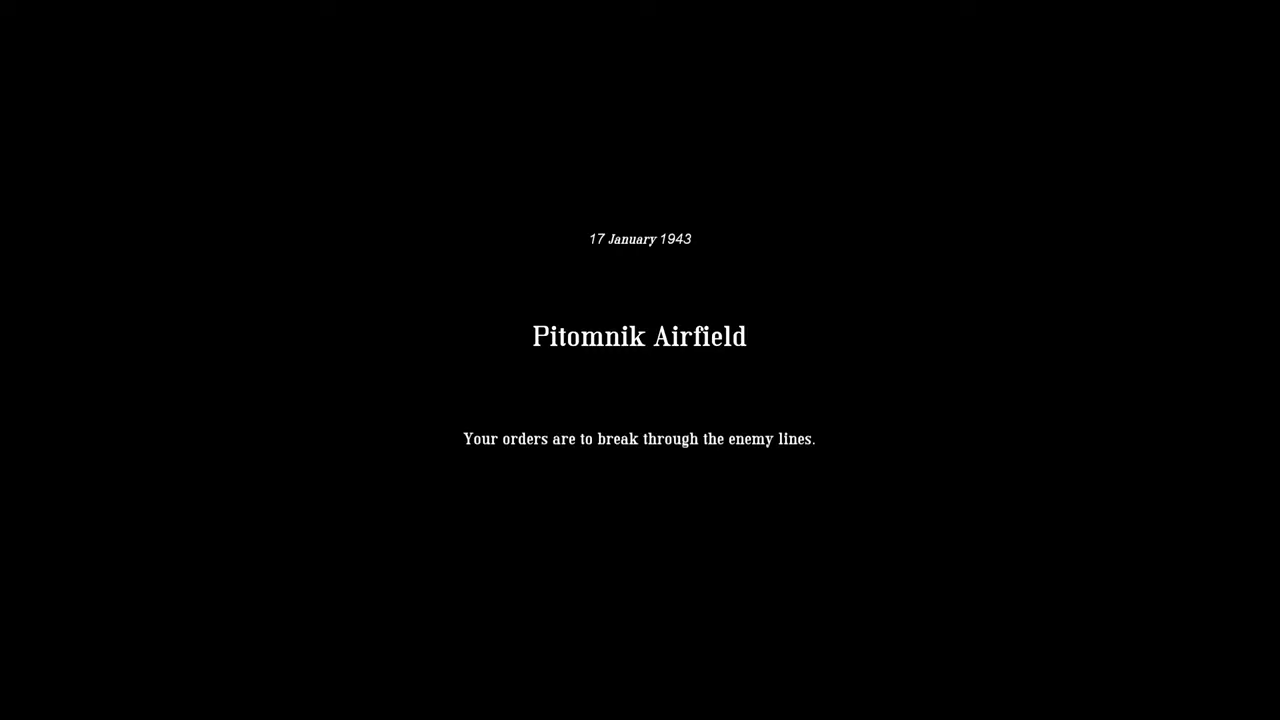 17 January 1943
Pitomnik Airfield
Your orders are to break through the enemy lines.